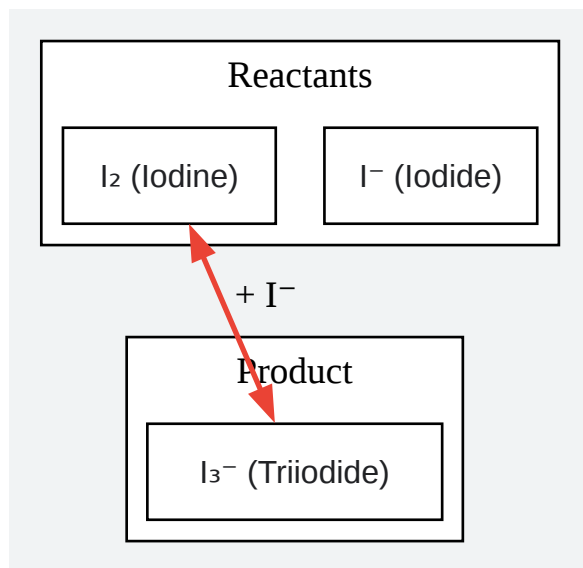 Reactants
I₂ (Iodine)
I⁻ (Iodide)
+ I⁻
Product
I₃⁻ (Triiodide)